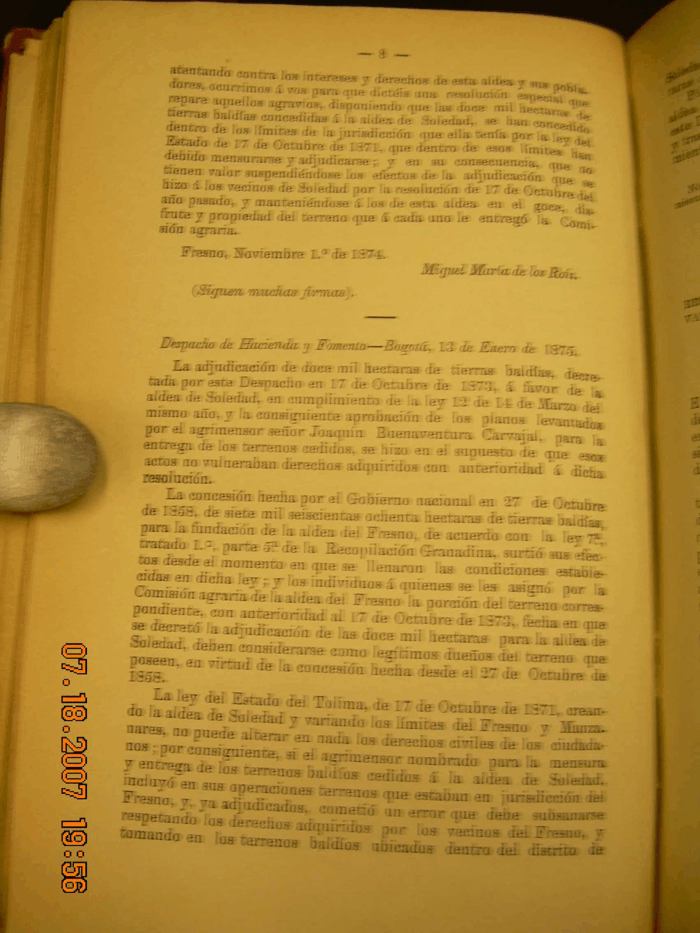 — 8 —
atentando contra los intereses y derechos de esta aldea y sus pobla-
dores, ocurrimos á vos para que dictéis una resolución especial que
repare aquellos agravios, disponiendo que las doce mil hectaras de
tierras baldías concedidas á la aldea de Soledad, se han concedido
dentro de los límites de la jurisdicción que ella tenía por la ley del
Estado de 17 de Octubre de 1871, que dentro de esos límites han
debido mensurarse y adjudicarse; y en su consecuencia, que no
tienen valor suspendiéndose los efectos de la adjudicación que se
hizo á los vecinos de Soledad por la resolución de 17 de Octubre del
año pasado, y manteniéndose á los de esta aldea en el goce, dis-
frute y propiedad del terreno que á cada uno le entregó la Comi-
sión agraria.
Fresno, Noviembre 1.º de 1874.
Miguel María de los Rois.
(Siguen muchas firmas).
Despacho de Hacienda y Fomento—Bogotá, 13 de Enero de 1875.
La adjudicación de doce mil hectaras de tierras baldías, decre-
tada por este Despacho en 17 de Octubre de 1873, á favor de la
aldea de Soledad, en cumplimiento de la ley 12 de 14 de Marzo del
mismo año, y la consiguiente aprobación de los planos levantados
por el agrimensor señor Joaquín Buenaventura Carvajal, para la
entrega de los terrenos cedidos, se hizo en el supuesto de que esos
actos no vulneraban derechos adquiridos con anterioridad á dicha
resolución.
La concesión hecha por el Gobierno nacional en 27 de Octubre
de 1858, de siete mil seiscientas ochenta hectaras de tierras baldías,
para la fundación de la aldea del Fresno, de acuerdo con la ley 7ª,
tratado 1.º, parte 5ª de la Recopilación Granadina, surtió sus efec-
tos desde el momento en que se llenaron las condiciones estable-
cidas en dicha ley; y los individuos á quienes se les asignó por la
Comisión agraria de la aldea del Fresno la porción del terreno corres-
pondiente, con anterioridad al 17 de Octubre de 1873, fecha en que
se decretó la adjudicación de las doce mil hectaras para la aldea de
Soledad, deben considerarse como legítimos dueños del terreno que
poseen, en virtud de la concesión hecha desde el 27 de Octubre de
1858.
La ley del Estado del Tolima, de 17 de Octubre de 1871, crean-
do la aldea de Soledad y variando los límites del Fresno y Manza-
nares, no puede alterar en nada los derechos civiles de los ciudada-
nos; por consiguiente, si el agrimensor nombrado para la mensura
y entrega de los terrenos baldíos cedidos á la aldea de Soledad,
incluyó en sus operaciones terrenos que estaban en jurisdicción del
Fresno, y, ya adjudicados, cometió un error que debe subsanarse
respetando los derechos adquiridos por los vecinos del Fresno, y
tomando en los terrenos baldíos ubicados dentro del distrito de
07.18.2007 19:56